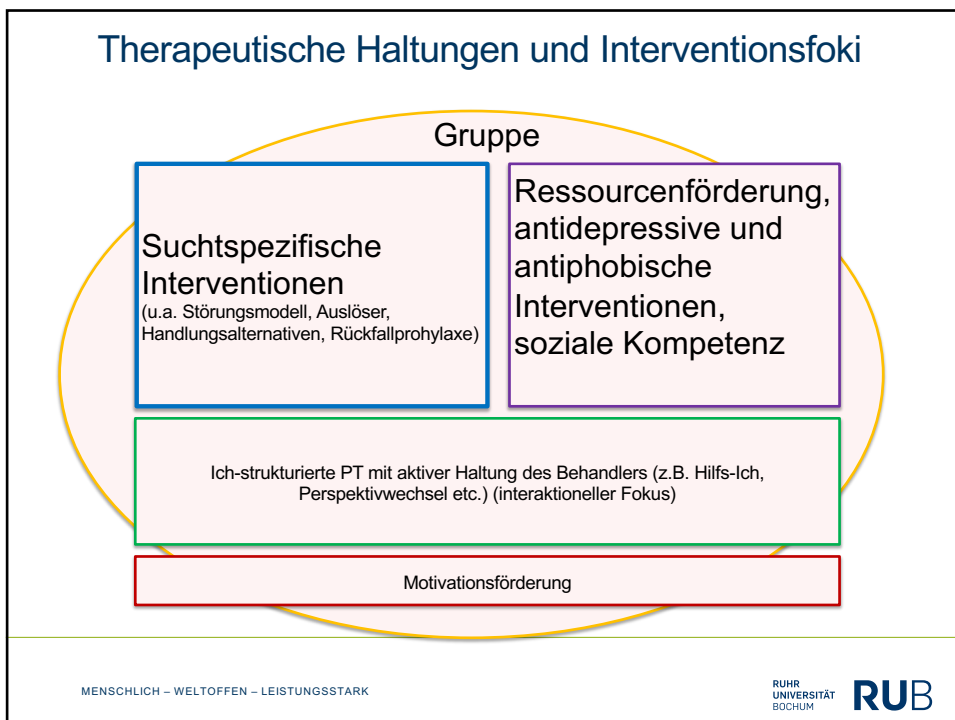 Therapeutische Haltungen und Interventionsfoki
Gruppe
Suchtspezifische
Interventionen
(u.a. Störungsmodell, Auslöser,
Handlungsalternativen, Rückfallprohylaxe)
Ressourcenförderung,
antidepressive und
antiphobische
Interventionen,
soziale Kompetenz
Ich-strukturierte PT mit aktiver Haltung des Behandlers (z.B. Hilfs-Ich,
Perspektivwechsel etc.) (interaktioneller Fokus)
Motivationsförderung
MENSCHLICH – WELTOFFEN – LEISTUNGSSTARK
RUHR
UNIVERSITÄT
BOCHUM
RUB